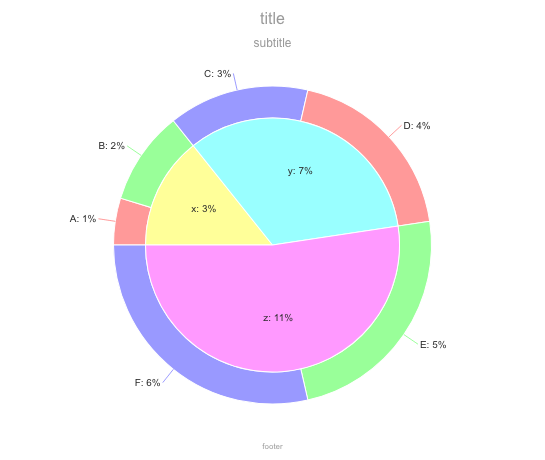 title
subtitle
C: 3%
D: 4%
B: 2%
y: 7%
x: 3%
A: 1%
z: 11%
E: 5%
F: 6%
footer